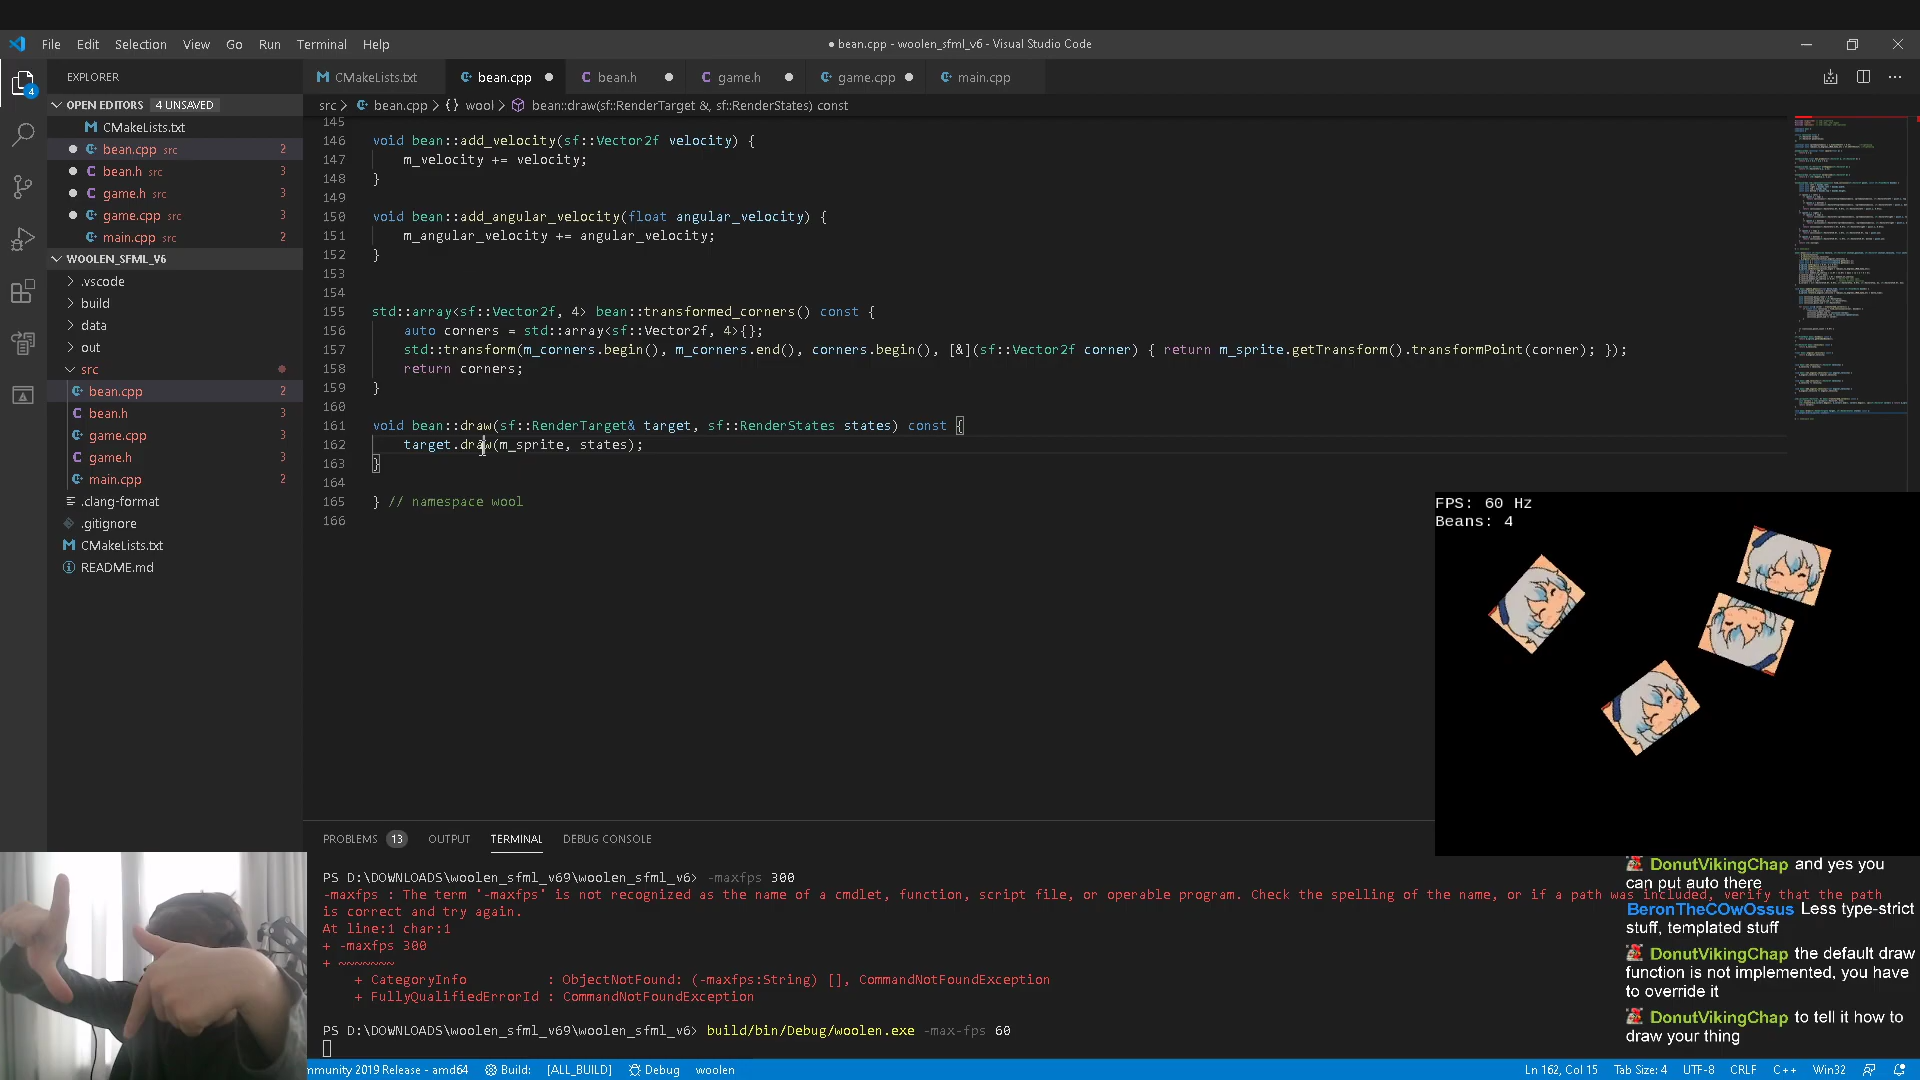 File Edit Selection View Go Run Terminal Help
● bean.cpp - woolen_sfml_v6 - Visual Studio Code
EXPLORER
OPEN EDITORS 4 UNSAVED
CMakeLists.txt
bean.cpp src 2
bean.h src 3
game.h src 3
game.cpp src 3
main.cpp src 2
WOOLEN_SFML_V6
.vscode
build
data
out
src
bean.cpp 2
bean.h 3
game.cpp 3
game.h 3
main.cpp 2
.clang-format
.gitignore
CMakeLists.txt
README.md
4
CMakeLists.txt bean.cpp bean.h game.h game.cpp main.cpp
src > bean.cpp > {} wool > bean::draw(sf::RenderTarget &, sf::RenderStates) const
145
146 void bean::add_velocity(sf::Vector2f velocity) {
147 m_velocity += velocity;
148 }
149
150 void bean::add_angular_velocity(float angular_velocity) {
151 m_angular_velocity += angular_velocity;
152 }
153
154
155 std::array<sf::Vector2f, 4> bean::transformed_corners() const {
156 auto corners = std::array<sf::Vector2f, 4>{};
157 std::transform(m_corners.begin(), m_corners.end(), corners.begin(), [&](sf::Vector2f corner) { return m_sprite.getTransform().transformPoint(corner); });
158 return corners;
159 }
160
161 void bean::draw(sf::RenderTarget& target, sf::RenderStates states) const {
162 target.draw(m_sprite, states);
163 }
164
165 } // namespace wool
166
FPS: 60 Hz
Beans: 4
PROBLEMS 13 OUTPUT TERMINAL DEBUG CONSOLE
PS D:\DOWNLOADS\woolen_sfml_v69\woolen_sfml_v6> -maxfps 300
-maxfps : The term '-maxfps' is not recognized as the name of a cmdlet, function, script file, or operable program. Check the spelling of the name, or if a path was included, verify that the path
is correct and try again.
At line:1 char:1
+ -maxfps 300
+ ~~~~~~~
+ CategoryInfo : ObjectNotFound: (-maxfps:String) [], CommandNotFoundException
+ FullyQualifiedErrorId : CommandNotFoundException
PS D:\DOWNLOADS\woolen_sfml_v69\woolen_sfml_v6> build/bin/Debug/woolen.exe -max-fps 60
DonutVikingChap and yes you
can put auto there
BeronTheCOwOssus Less type-strict
stuff, templated stuff
DonutVikingChap the default draw
function is not implemented, you have
to override it
DonutVikingChap to tell it how to
draw your thing
mmunity 2019 Release - amd64 Build: [ALL_BUILD] Debug woolen
Ln 162, Col 15 Tab Size: 4 UTF-8 CRLF C++ Win32